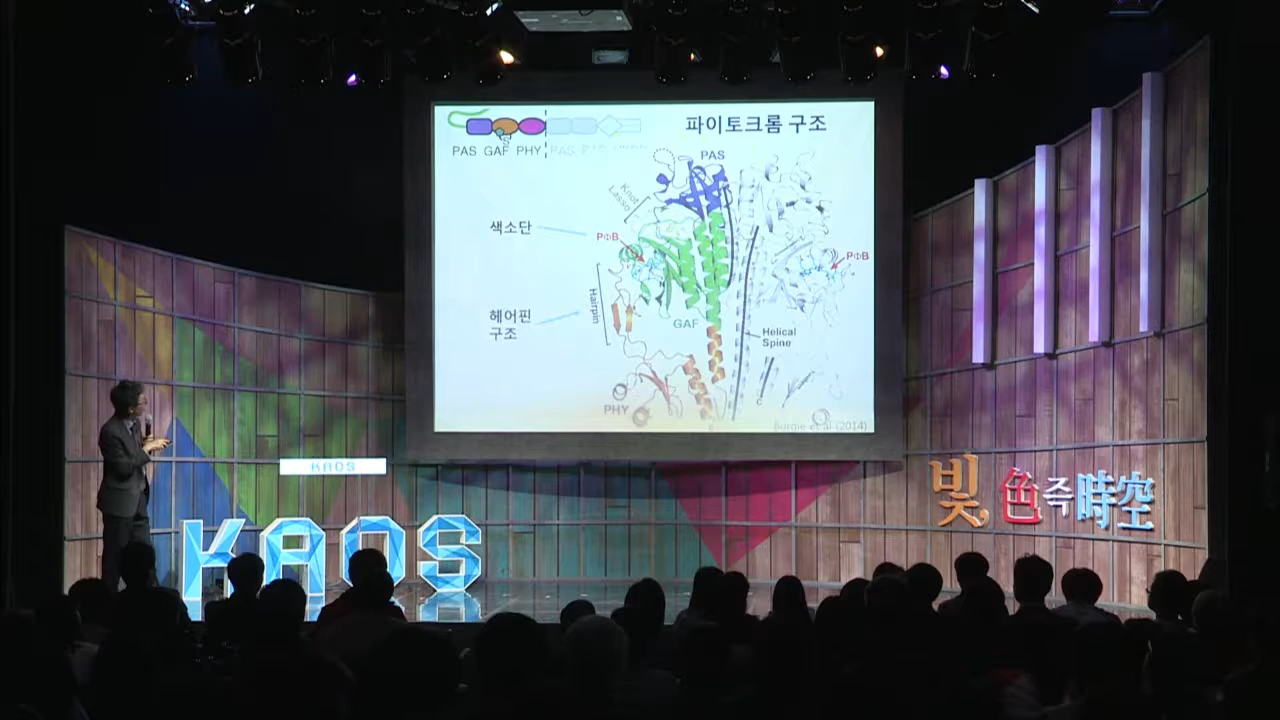 파이토크롬 구조
PAS GAF PHY
PAS
PAS
Knot
Lasso
색소단
PΦB
PΦB
Hairpin
헤어핀
구조
GAF
Helical
Spine
PHY
C
Burgie et al (2014)
KAOS
KAOS
빛, 色즉時空